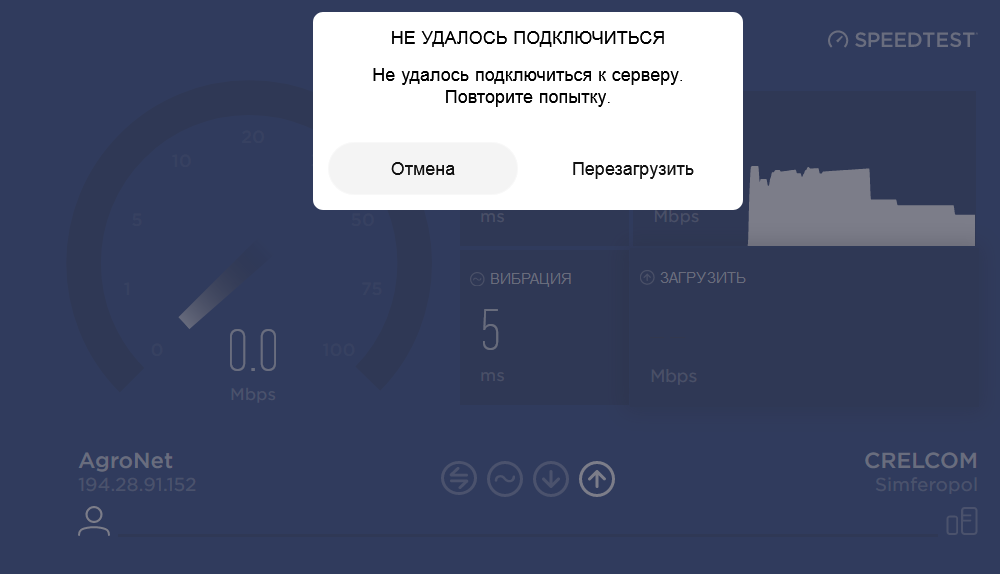 НЕ УДАЛОСЬ ПОДКЛЮЧИТЬСЯ
Не удалось подключиться к серверу.
Повторите попытку.
Отмена
Перезагрузить
SPEEDTEST
0
1
5
10
20
50
75
100
0.0
Mbps
ms
Mbps
ВИБРАЦИЯ
5
ms
ЗАГРУЗИТЬ
Mbps
AgroNet
194.28.91.152
CRELCOM
Simferopol